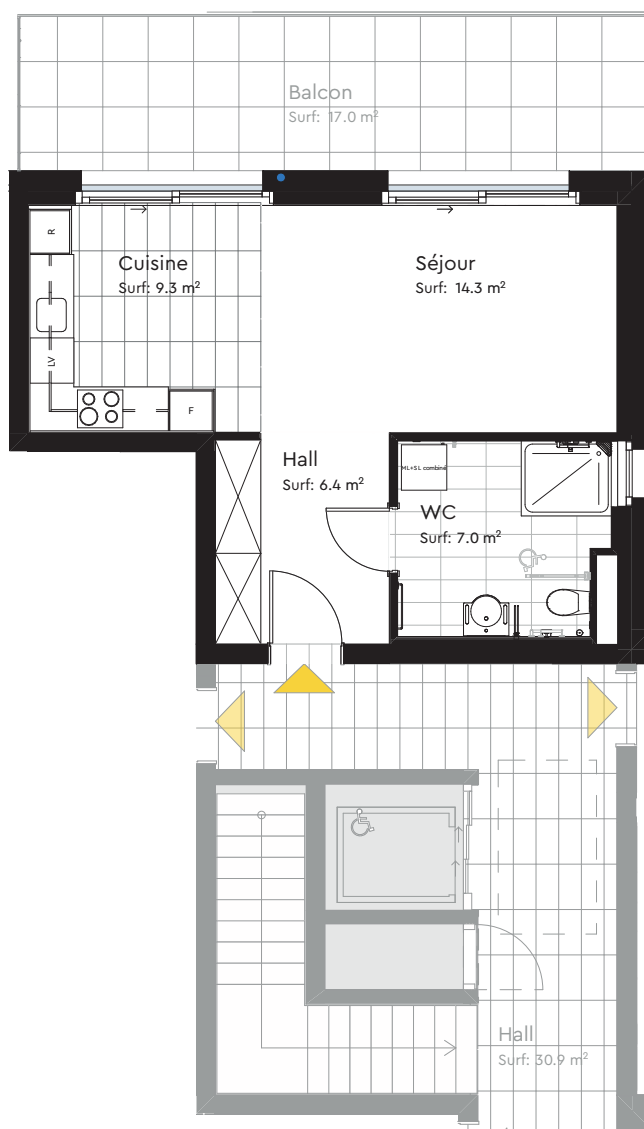 Balcon
Surf: 17.0 m²
R
Cuisine
Surf: 9.3 m²
Séjour
Surf: 14.3 m²
LV
F
Hall
Surf: 6.4 m²
ML+SL combiné
WC
Surf: 7.0 m²
Hall
Surf: 30.9 m²